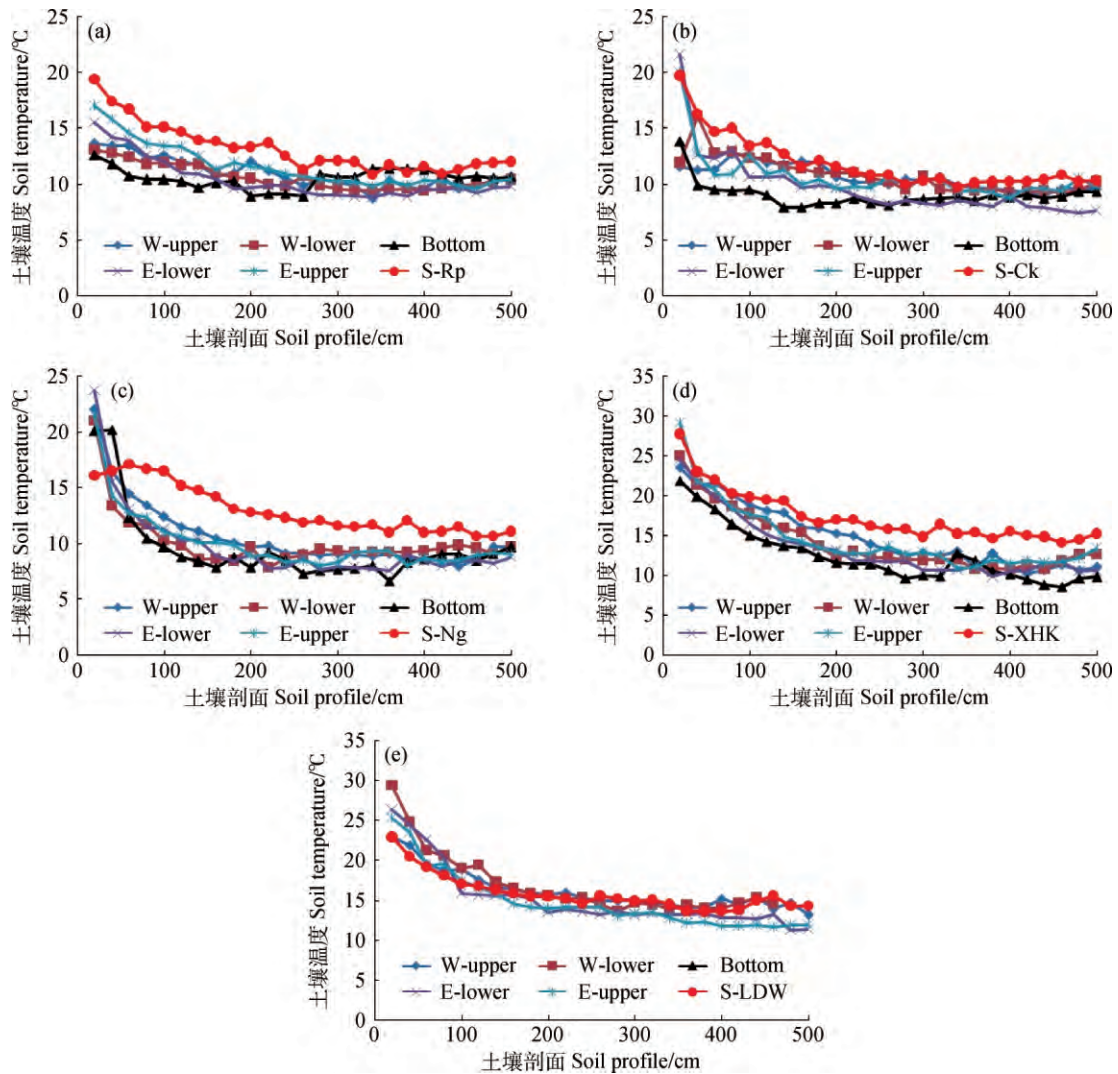 25
(a)
20
15
10
5
0
土壤温度 Soil temperature/℃
W-upper W-lower Bottom
E-lower E-upper S-Rp
0 100 200 300 400 500
土壤剖面 Soil profile/cm
25
(b)
20
15
10
5
0
土壤温度 Soil temperature/℃
W-upper W-lower Bottom
E-lower E-upper S-Ck
0 100 200 300 400 500
土壤剖面 Soil profile/cm
25
(c)
20
15
10
5
0
土壤温度 Soil temperature/℃
W-upper W-lower Bottom
E-lower E-upper S-Ng
0 100 200 300 400 500
土壤剖面 Soil profile/cm
35
(d)
30
25
20
15
10
5
0
土壤温度 Soil temperature/℃
W-upper W-lower Bottom
E-lower E-upper S-XHK
0 100 200 300 400 500
土壤剖面 Soil profile/cm
35
(e)
30
25
20
15
10
5
0
土壤温度 Soil temperature/℃
W-upper W-lower Bottom
E-lower E-upper S-LDW
0 100 200 300 400 500
土壤剖面 Soil profile/cm